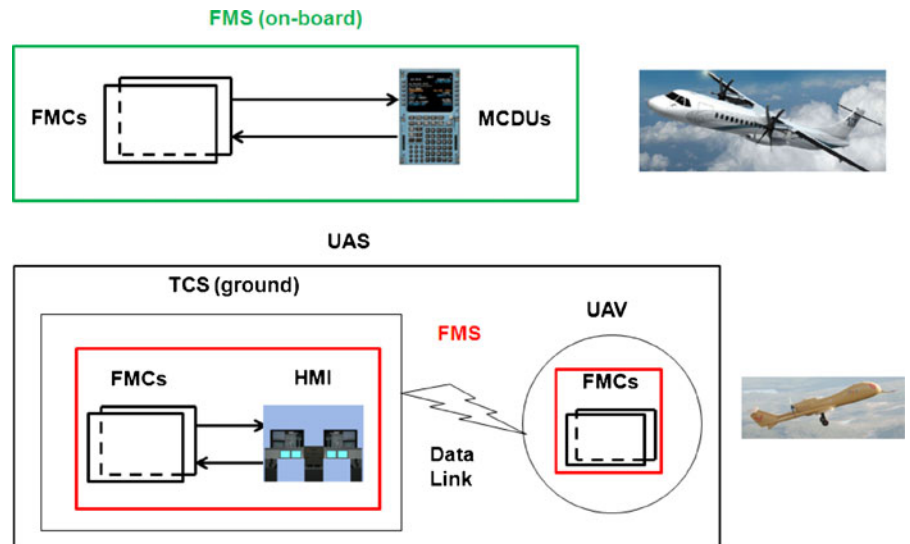 FMS (on-board)
FMCs
MCDUs
UAS
TCS (ground)
FMS
UAV
FMCs
HMI
FMCs
Data
Link